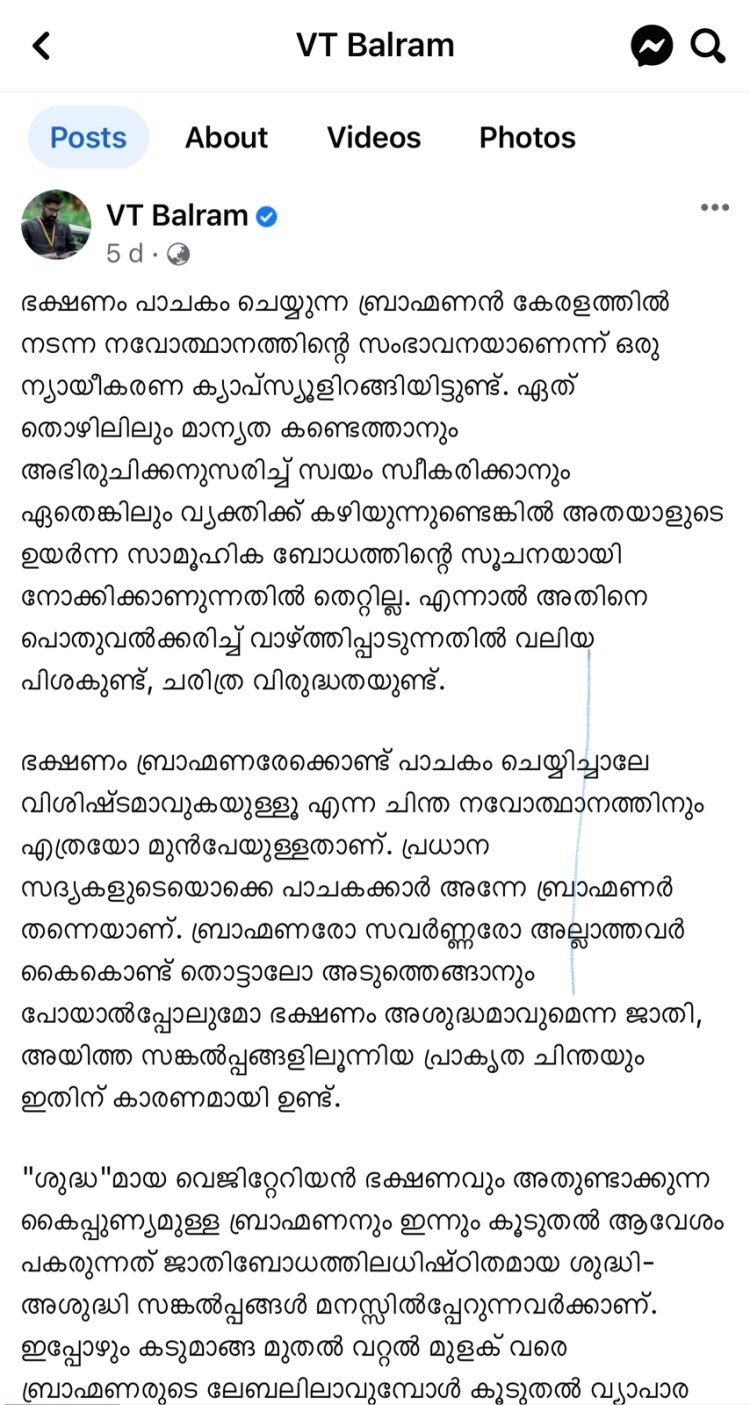 VT Balram
Posts About Videos Photos
VT Balram
5 d ·
ഭക്ഷണം പാചകം ചെയ്യുന്ന ബ്രാഹ്മണൻ കേരളത്തിൽ
നടന്ന നവോത്ഥാനത്തിന്റെ സംഭാവനയാണെന്ന് ഒരു
ന്യായീകരണ ക്യാപ്സ്യൂളിറങ്ങിയിട്ടുണ്ട്. ഏത്
തൊഴിലിലും മാന്യത കണ്ടെത്താനും
അഭിരുചിക്കനുസരിച്ച് സ്വയം സ്വീകരിക്കാനും
ഏതെങ്കിലും വ്യക്തിക്ക് കഴിയുന്നുണ്ടെങ്കിൽ അതയാളുടെ
ഉയർന്ന സാമൂഹിക ബോധത്തിന്റെ സൂചനയായി
നോക്കിക്കാണുന്നതിൽ തെറ്റില്ല. എന്നാൽ അതിനെ
പൊതുവൽക്കരിച്ച് വാഴ്ത്തിപ്പാടുന്നതിൽ വലിയ
പിശകുണ്ട്, ചരിത്ര വിരുദ്ധതയുണ്ട്.
ഭക്ഷണം ബ്രാഹ്മണരേക്കൊണ്ട് പാചകം ചെയ്യിച്ചാലേ
വിശിഷ്ടമാവുകയുള്ളൂ എന്ന ചിന്ത നവോത്ഥാനത്തിനും
എത്രയോ മുൻപേയുള്ളതാണ്. പ്രധാന
സദ്യകളുടെയൊക്കെ പാചകക്കാർ അന്നേ ബ്രാഹ്മണർ
തന്നെയാണ്. ബ്രാഹ്മണരോ സവർണ്ണരോ അല്ലാത്തവർ
കൈകൊണ്ട് തൊട്ടാലോ അടുത്തെങ്ങാനും
പോയാൽപ്പോലുമോ ഭക്ഷണം അശുദ്ധമാവുമെന്ന ജാതി,
അയിത്ത സങ്കൽപ്പങ്ങളിലൂന്നിയ പ്രാകൃത ചിന്തയും
ഇതിന് കാരണമായി ഉണ്ട്.
"ശുദ്ധ"മായ വെജിറ്റേറിയൻ ഭക്ഷണവും അതുണ്ടാക്കുന്ന
കൈപ്പുണ്യമുള്ള ബ്രാഹ്മണനും ഇന്നും കൂടുതൽ ആവേശം
പകരുന്നത് ജാതിബോധത്തിലധിഷ്ഠിതമായ ശുദ്ധി-
അശുദ്ധി സങ്കൽപ്പങ്ങൾ മനസ്സിൽപ്പേറുന്നവർക്കാണ്.
ഇപ്പോഴും കടുമാങ്ങ മുതൽ വറ്റൽ മുളക് വരെ
ബ്രാഹ്മണരുടെ ലേബലിലാവുമ്പോൾ കൂടുതൽ വ്യാപാര